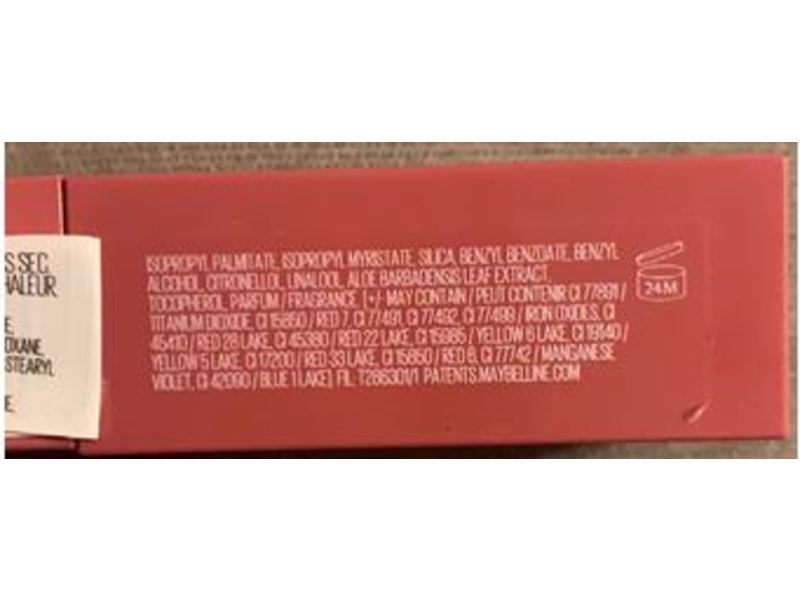 S SEC.
HALEUR
E.
OXANE,
STEARYL
E,
ISOPROPYL PALMITATE, ISOPROPYL MYRISTATE, SILICA, BENZYL BENZOATE, BENZYL
ALCOHOL, CITRONELLOL, LINALOOL, ALOE BARBADENSIS LEAF EXTRACT,
TOCOPHEROL, PARFUM / FRAGRANCE, [+/- MAY CONTAIN / PEUT CONTENIR CI 77891 /
TITANIUM DIOXIDE, CI 15850 / RED 7, CI 77491, CI 77492, CI 77499 / IRON OXIDES, CI
45410 / RED 28 LAKE, CI 45380 / RED 22 LAKE, CI 15985 / YELLOW 6 LAKE, CI 19140 /
YELLOW 5 LAKE, CI 17200 / RED 33 LAKE, CI 15850 / RED 6, CI 77742 / MANGANESE
VIOLET, CI 42090 / BLUE 1 LAKE] FIL T286301/1 PATENTS.MAYBELLINE.COM
24M